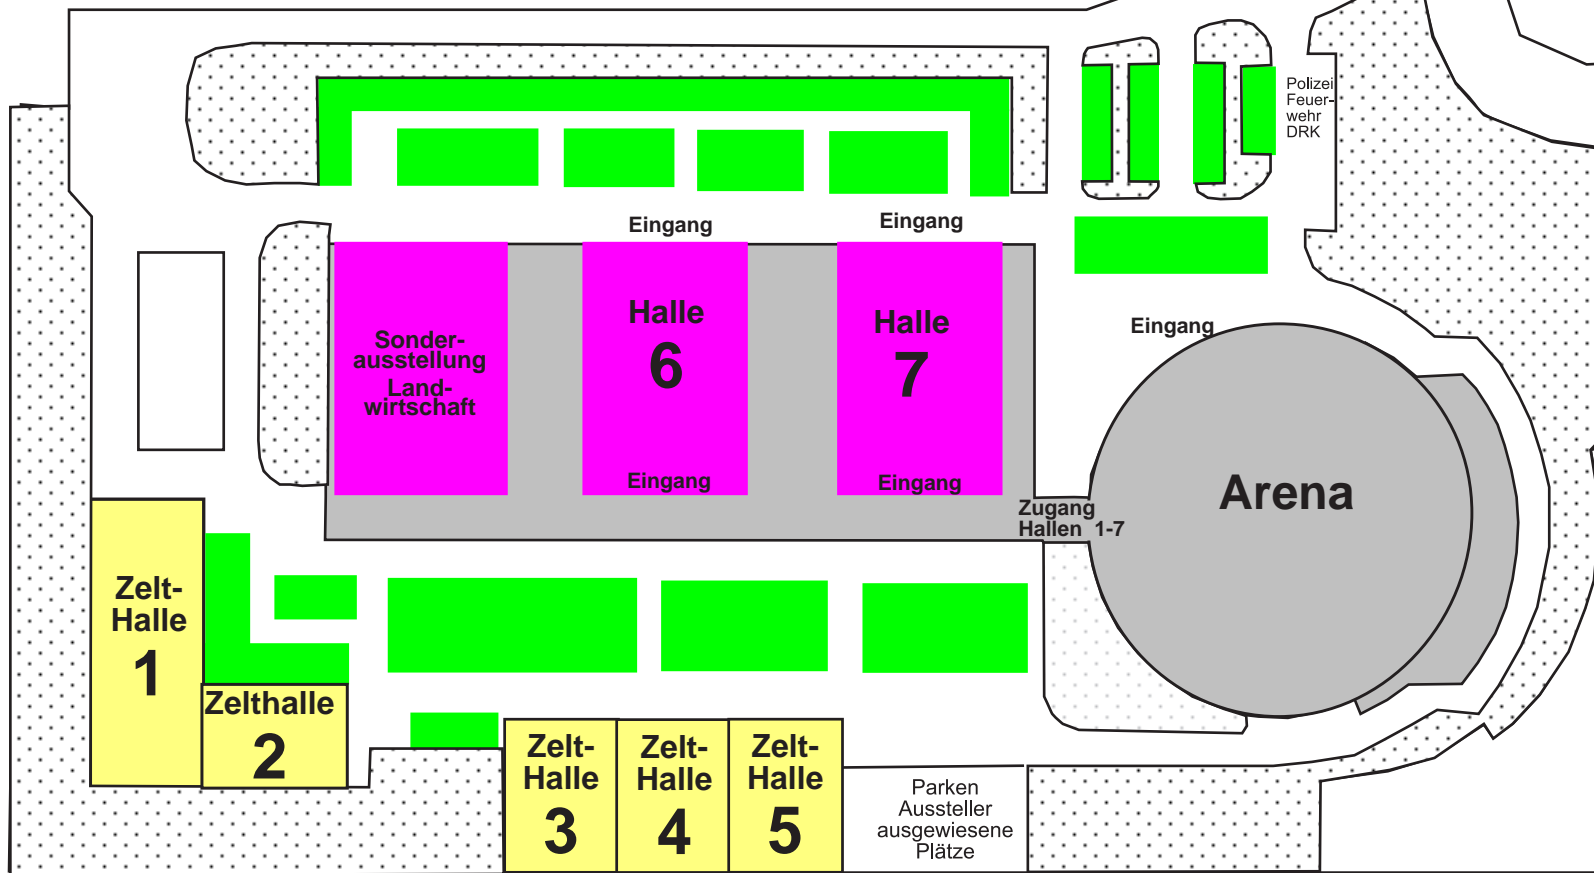 Polizei
Feuer-
wehr
DRK
Eingang
Eingang
Eingang
Sonder-
ausstellung
Land-
wirtschaft
Halle
6
Eingang
Halle
7
Eingang
Zugang
Hallen 1-7
Arena
Zelt-
Halle
1
Zelthalle
2
Zelt-
Halle
3
Zelt-
Halle
4
Zelt-
Halle
5
Parken
Aussteller
ausgewiesene
Plätze